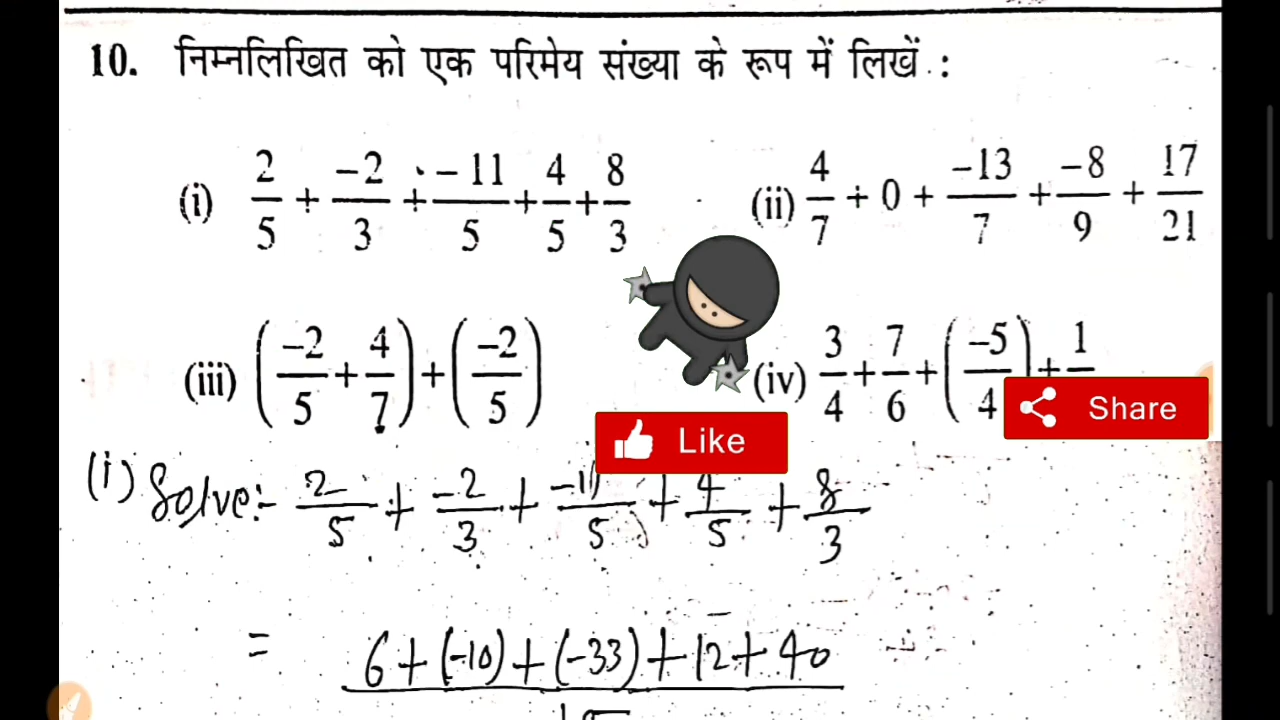 10. निम्नलिखित को एक परिमेय संख्या के रूप में लिखें :
(i) 2/5 + -2/3 + -11/5 + 4/5 + 8/3 (ii) 4/7 + 0 + -13/7 + -8/9 + 17/21
(iii) (-2/5 + 4/7) + (-2/5) (iv) 3/4 + 7/6 + (-5/4) + 1
Share
Like
(i) Solve:- 2/5 + -2/3 + -11/5 + 4/5 + 8/3
= 6 + (-10) + (-33) + 12 + 40